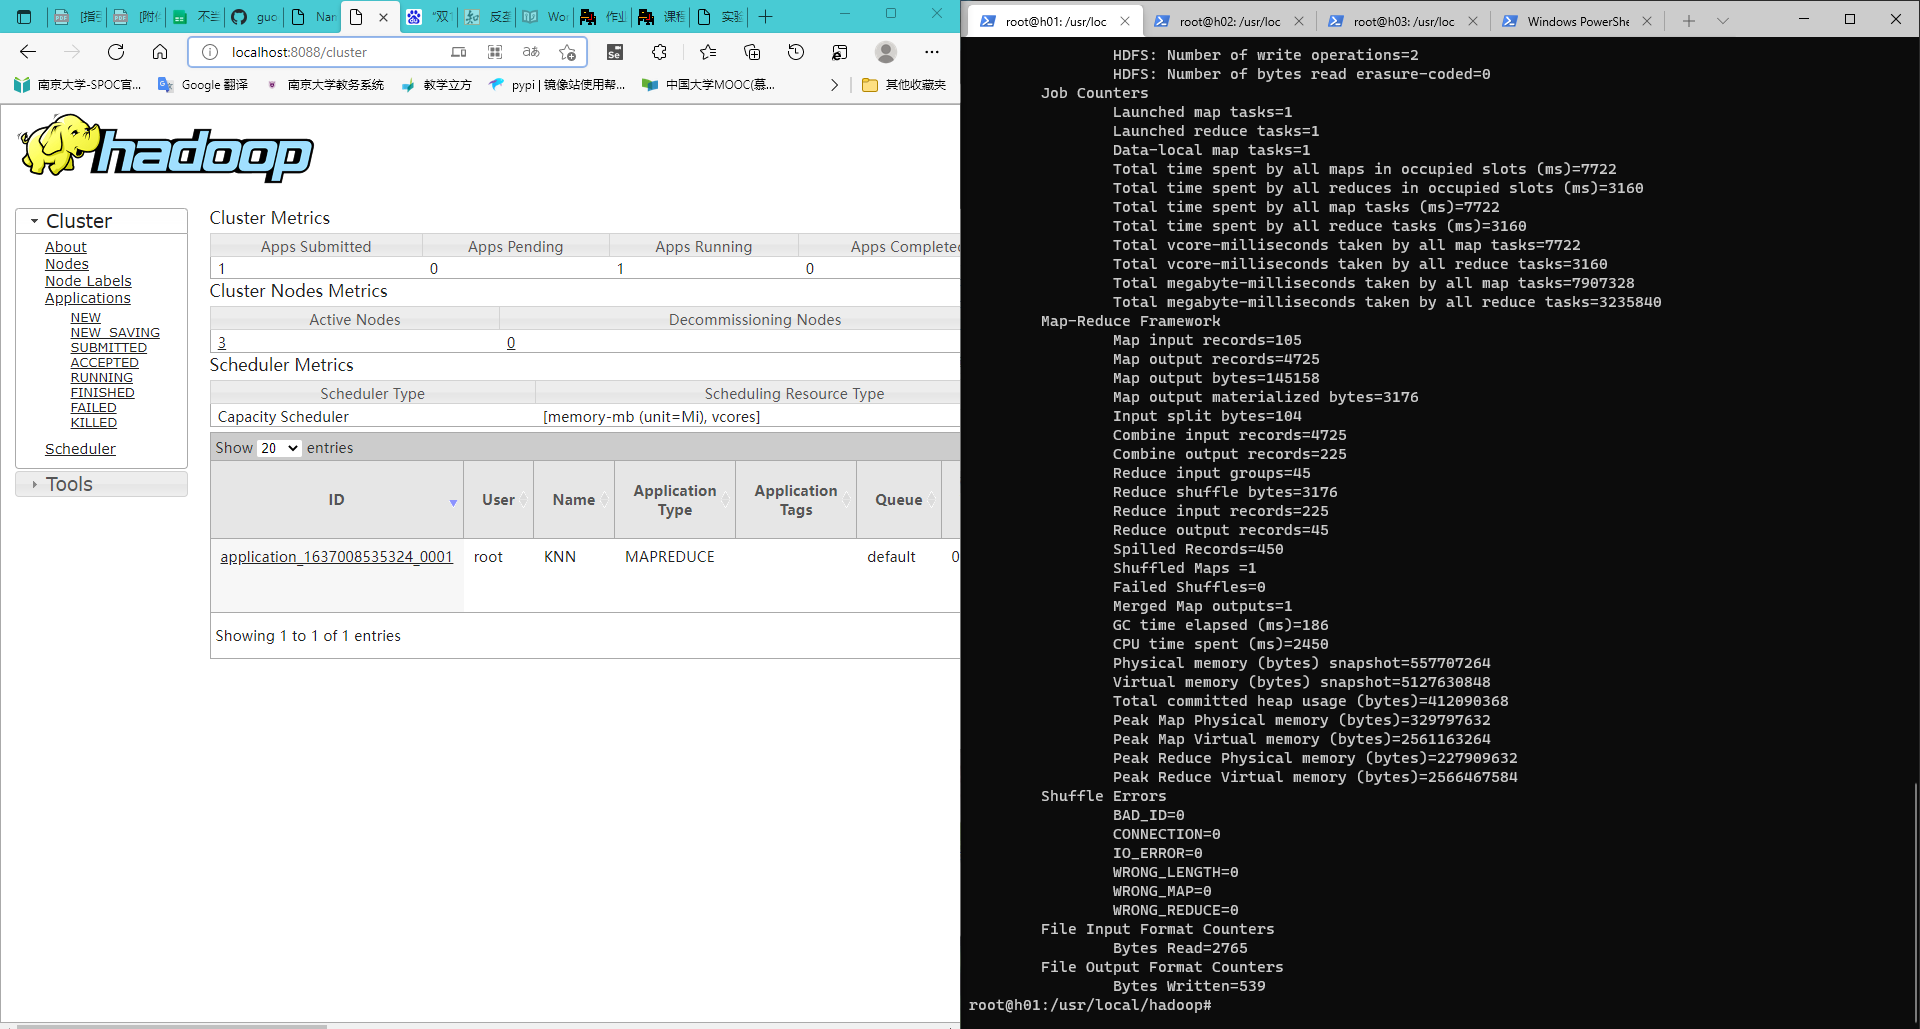 [指
[附件
不兰
guo
Nar
"双1
反主
Wor
作业
课程
实验
localhost:8088/cluster
南京大学-SPOC官...
Google 翻译
南京大学教务系统
教学立方
pypi | 镜像站使用帮...
中国大学MOOC(慕...
其他收藏夹
hadoop
Cluster
About
Nodes
Node Labels
Applications
NEW
NEW_SAVING
SUBMITTED
ACCEPTED
RUNNING
FINISHED
FAILED
KILLED
Scheduler
Tools
Cluster Metrics
Apps Submitted Apps Pending Apps Running Apps Completed
1 0 1 0
Cluster Nodes Metrics
Active Nodes Decommissioning Nodes
3 0
Scheduler Metrics
Scheduler Type Scheduling Resource Type
Capacity Scheduler [memory-mb (unit=Mi), vcores]
Show 20 entries
ID User Name Application Type Application Tags Queue
application_1637008535324_0001 root KNN MAPREDUCE default 0
Showing 1 to 1 of 1 entries
root@h01: /usr/loc
root@h02: /usr/loc
root@h03: /usr/loc
Windows PowerShe
HDFS: Number of write operations=2
HDFS: Number of bytes read erasure-coded=0
Job Counters
Launched map tasks=1
Launched reduce tasks=1
Data-local map tasks=1
Total time spent by all maps in occupied slots (ms)=7722
Total time spent by all reduces in occupied slots (ms)=3160
Total time spent by all map tasks (ms)=7722
Total time spent by all reduce tasks (ms)=3160
Total vcore-milliseconds taken by all map tasks=7722
Total vcore-milliseconds taken by all reduce tasks=3160
Total megabyte-milliseconds taken by all map tasks=7907328
Total megabyte-milliseconds taken by all reduce tasks=3235840
Map-Reduce Framework
Map input records=105
Map output records=4725
Map output bytes=145158
Map output materialized bytes=3176
Input split bytes=104
Combine input records=4725
Combine output records=225
Reduce input groups=45
Reduce shuffle bytes=3176
Reduce input records=225
Reduce output records=45
Spilled Records=450
Shuffled Maps =1
Failed Shuffles=0
Merged Map outputs=1
GC time elapsed (ms)=186
CPU time spent (ms)=2450
Physical memory (bytes) snapshot=557707264
Virtual memory (bytes) snapshot=5127630848
Total committed heap usage (bytes)=412090368
Peak Map Physical memory (bytes)=329797632
Peak Map Virtual memory (bytes)=2561163264
Peak Reduce Physical memory (bytes)=227909632
Peak Reduce Virtual memory (bytes)=2566467584
Shuffle Errors
BAD_ID=0
CONNECTION=0
IO_ERROR=0
WRONG_LENGTH=0
WRONG_MAP=0
WRONG_REDUCE=0
File Input Format Counters
Bytes Read=2765
File Output Format Counters
Bytes Written=539
root@h01:/usr/local/hadoop#